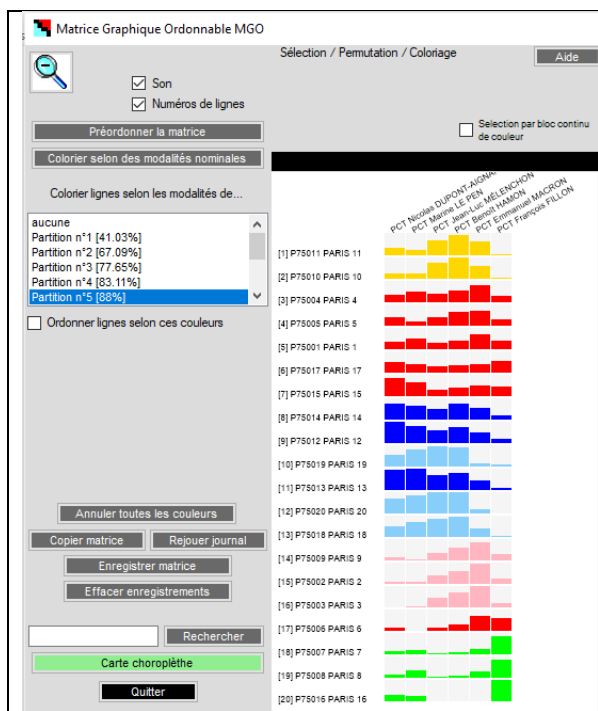 Matrice Graphique Ordonnable MGO
Sélection / Permutation / Coloriage
Aide
Son
Numéros de lignes
Selection par bloc continu
de couleur
Préordonner la matrice
Colorier selon des modalités nominales
Colorier lignes selon les modalités de...
aucune
Partition n°1 [41.03%]
Partition n°2 [67.09%]
Partition n°3 [77.65%]
Partition n°4 [83.11%]
Partition n°5 [88%]
Ordonner lignes selon ces couleurs
Annuler toutes les couleurs
Copier matrice
Rejouer journal
Enregistrer matrice
Effacer enregistrements
Rechercher
Carte choroplèthe
Quitter
PCT Nicolas DUPONT-AIGNA
PCT Marine LE PEN
PCT Jean-Luc MÉLENCHON
PCT Benoît HAMON
PCT Emmanuel MACRON
PCT François FILLON
[1] P75011 PARIS 11
[2] P75010 PARIS 10
[3] P75004 PARIS 4
[4] P75005 PARIS 5
[5] P75001 PARIS 1
[6] P75017 PARIS 17
[7] P75015 PARIS 15
[8] P75014 PARIS 14
[9] P75012 PARIS 12
[10] P75019 PARIS 19
[11] P75013 PARIS 13
[12] P75020 PARIS 20
[13] P75018 PARIS 18
[14] P75009 PARIS 9
[15] P75002 PARIS 2
[16] P75003 PARIS 3
[17] P75006 PARIS 6
[18] P75007 PARIS 7
[19] P75008 PARIS 8
[20] P75016 PARIS 16